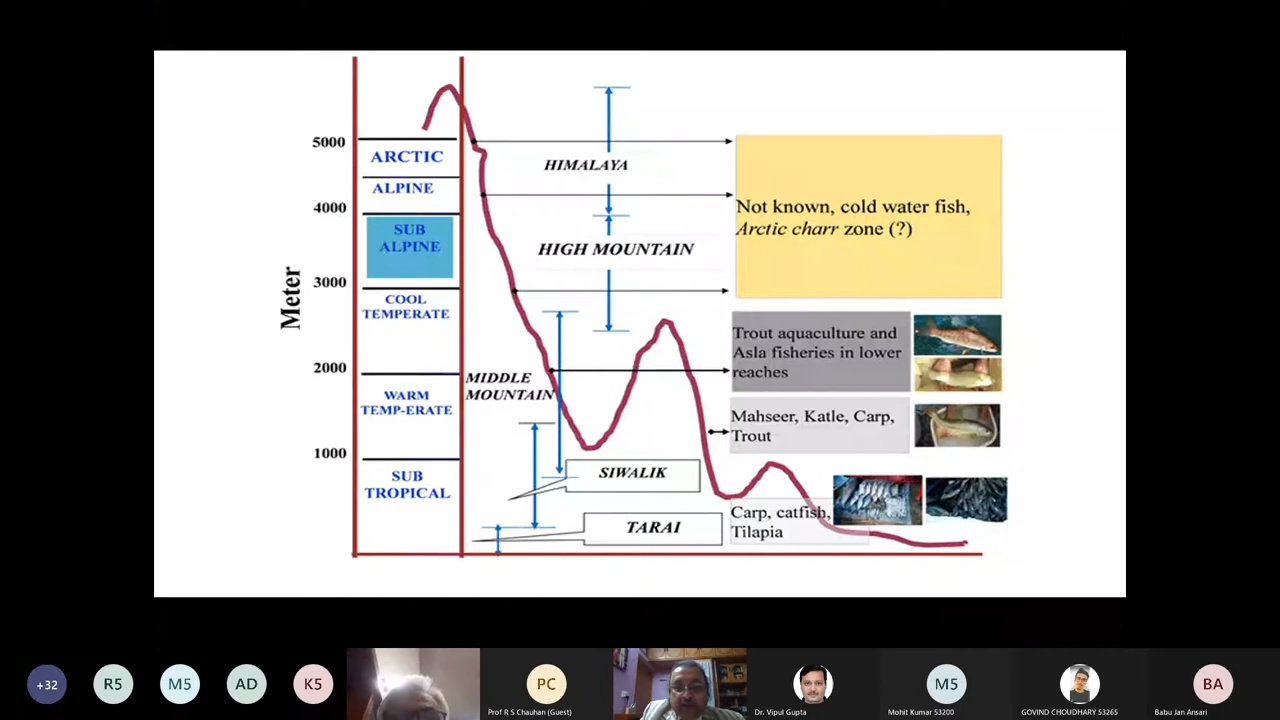 5000
ARCTIC
ALPINE
4000
SUB
ALPINE
3000
COOL
TEMPERATE
2000
WARM
TEMP-ERATE
1000
SUB
TROPICAL
Meter
HIMALAYA
HIGH MOUNTAIN
MIDDLE
MOUNTAIN
SIWALIK
TARAI
Not known, cold water fish,
Arctic charr zone (?)
Trout aquaculture and
Asla fisheries in lower
reaches
Mahseer, Katle, Carp,
Trout
Carp, catfish,
Tilapia
+32
R5
M5
AD
K5
PC
Prof R S Chauhan (Guest)
Dr. Vipul Gupta
M5
Mohit Kumar 53200
GOVIND CHOUDHARY 53265
BA
Babu Jan Ansari